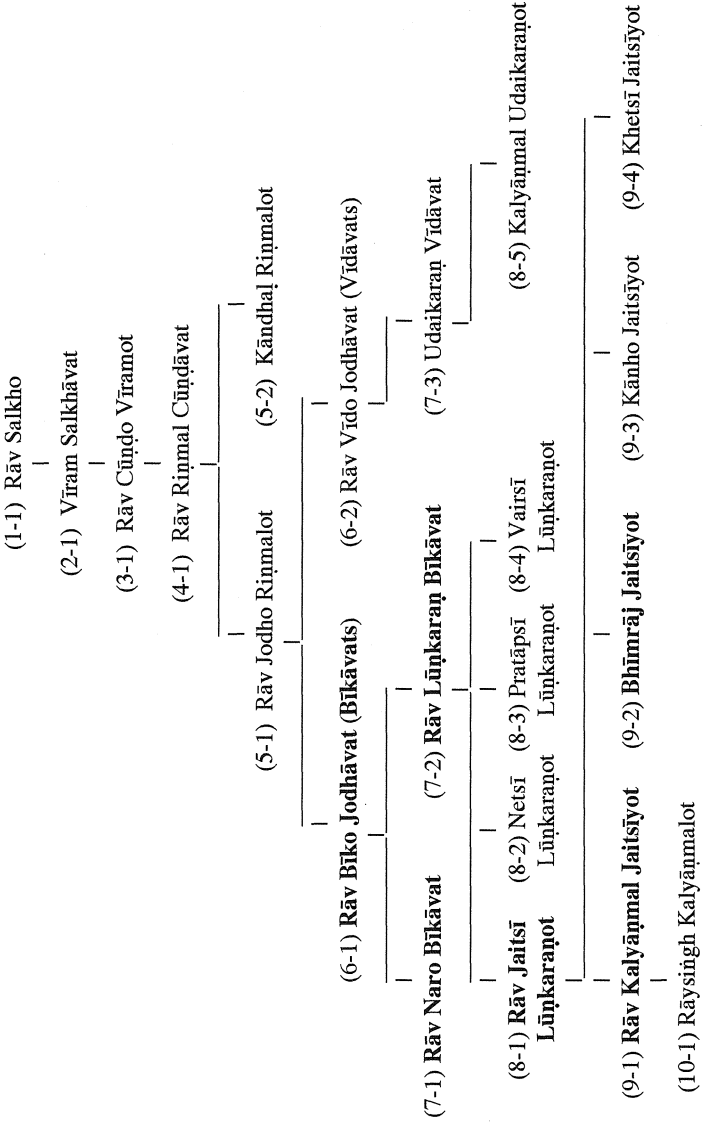 (1-1) Rāv Salkho
(2-1) Vīram Salkhāvat
(3-1) Rāv Cūṇḍo Vīramot
(4-1) Rāv Riṇmal Cūṇḍāvat
(5-1) Rāv Jodho Riṇmalot
(5-2) Kāndhaḷ Riṇmalot
(6-1) Rāv Bīko Jodhāvat (Bīkāvats)
(6-2) Rāv Vīdo Jodhāvat (Vīdāvats)
(7-1) Rāv Naro Bīkāvat
(7-2) Rāv Lūṇkaraṇ Bīkāvat
(7-3) Udaikaraṇ Vīdāvat
(8-1) Rāv Jaitsī
Lūṇkaraṇot
(8-2) Netsī
Lūṇkaraṇot
(8-3) Pratāpsī
Lūṇkaraṇot
(8-4) Vairsī
Lūṇkaraṇot
(8-5) Kalyāṇmal Udaikaraṇot
(9-1) Rāv Kalyāṇmal Jaitsīyot
(9-2) Bhīmrāj Jaitsīyot
(9-3) Kānho Jaitsīyot
(9-4) Khetsī Jaitsīyot
(10-1) Rāysiṅgh Kalyāṇmalot